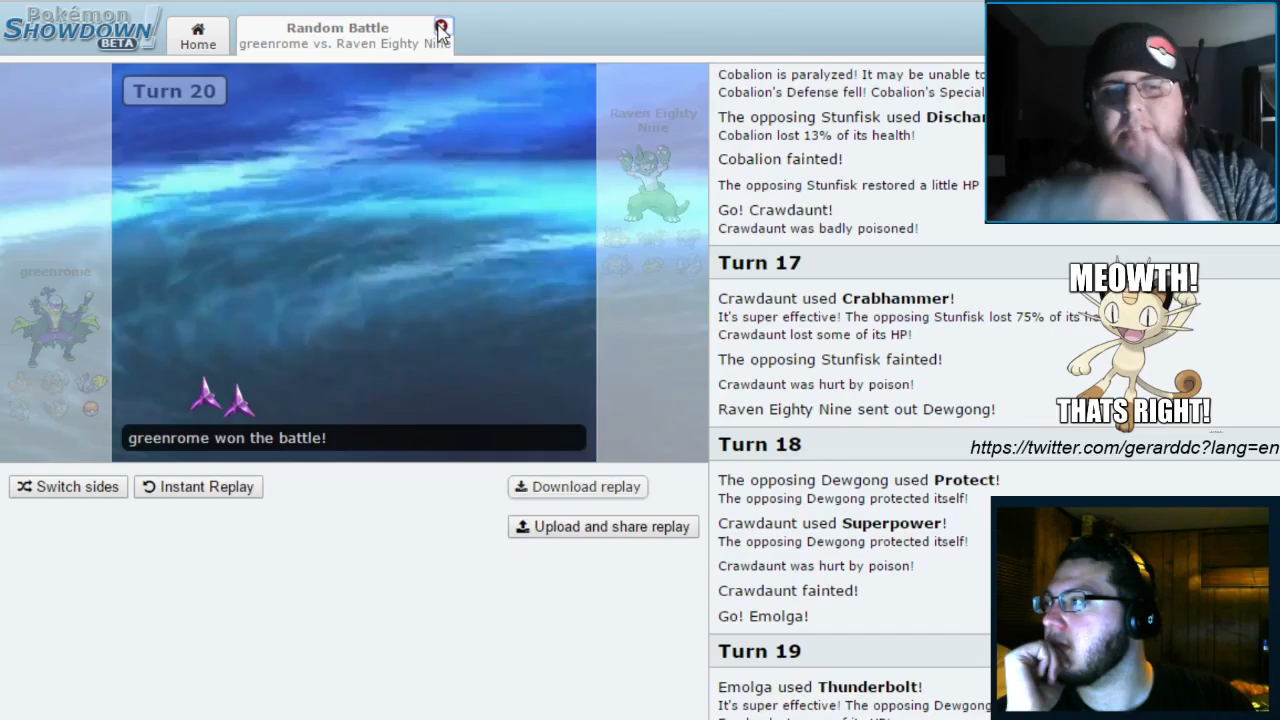 Pokémon
SHOWDOWN!
BETA
Home
Random Battle
greenrome vs. Raven Eighty Nine
Turn 20
Raven Eighty
Nine
greenrome
greenrome won the battle!
Switch sides
Instant Replay
Download replay
Upload and share replay
Cobalion is paralyzed! It may be unable to
Cobalion's Defense fell! Cobalion's Special
The opposing Stunfisk used Dischar
Cobalion lost 13% of its health!
Cobalion fainted!
The opposing Stunfisk restored a little HP
Go! Crawdaunt!
Crawdaunt was badly poisoned!
Turn 17
Crawdaunt used Crabhammer!
It's super effective! The opposing Stunfisk lost 75% of its he
Crawdaunt lost some of its HP!
The opposing Stunfisk fainted!
Crawdaunt was hurt by poison!
Raven Eighty Nine sent out Dewgong!
Turn 18
The opposing Dewgong used Protect!
The opposing Dewgong protected itself!
Crawdaunt used Superpower!
The opposing Dewgong protected itself!
Crawdaunt was hurt by poison!
Crawdaunt fainted!
Go! Emolga!
Turn 19
Emolga used Thunderbolt!
It's super effective! The opposing Dewgong
MEOWTH!
THATS RIGHT!
https://twitter.com/gerarddc?lang=en